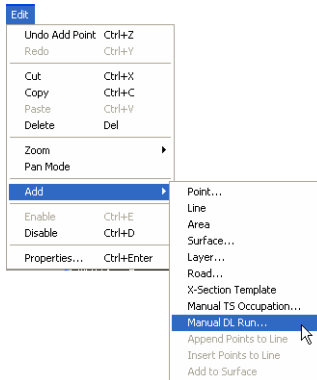 Edit
Undo Add Point Ctrl+Z
Redo Ctrl+Y
Cut Ctrl+X
Copy Ctrl+C
Paste Ctrl+V
Delete Del
Zoom
Pan Mode
Add
Enable Ctrl+E
Disable Ctrl+D
Properties... Ctrl+Enter
Point...
Line
Area
Surface...
Layer...
Road...
X-Section Template
Manual TS Occupation...
Manual DL Run...
Append Points to Line
Insert Points to Line
Add to Surface